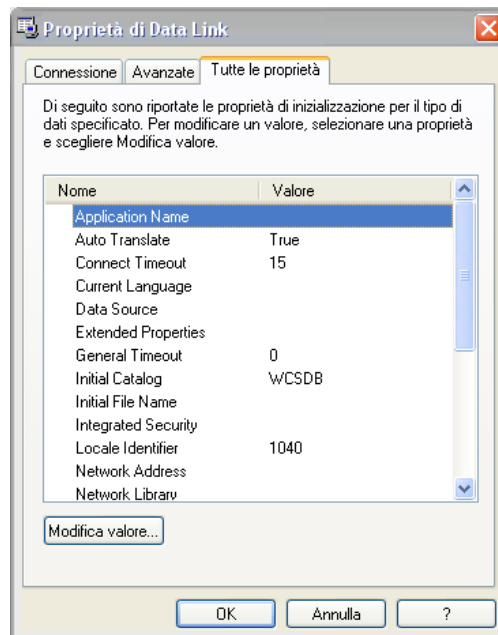 Proprietà di Data Link
Connessione Avanzate Tutte le proprietà
Di seguito sono riportate le proprietà di inizializzazione per il tipo di
dati specificato. Per modificare un valore, selezionare una proprietà
e scegliere Modifica valore.
Nome Valore
Application Name
Auto Translate True
Connect Timeout 15
Current Language
Data Source
Extended Properties
General Timeout 0
Initial Catalog WCSDB
Initial File Name
Integrated Security
Locale Identifier 1040
Network Address
Network Library
Modifica valore...
OK Annulla ?